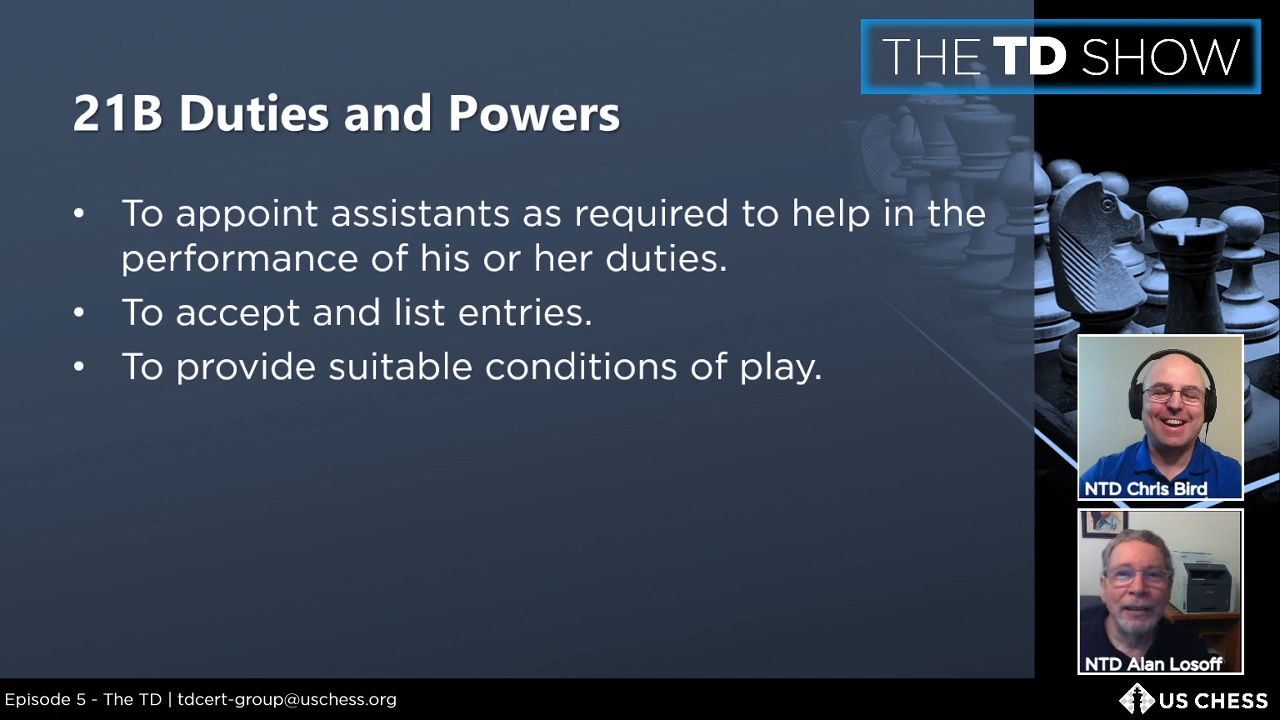 THE TD SHOW
21B Duties and Powers
• To appoint assistants as required to help in the
performance of his or her duties.
• To accept and list entries.
• To provide suitable conditions of play.
NTD Chris Bird
NTD Alan Losoff
Episode 5 - The TD | tdcert-group@uschess.org
US CHESS